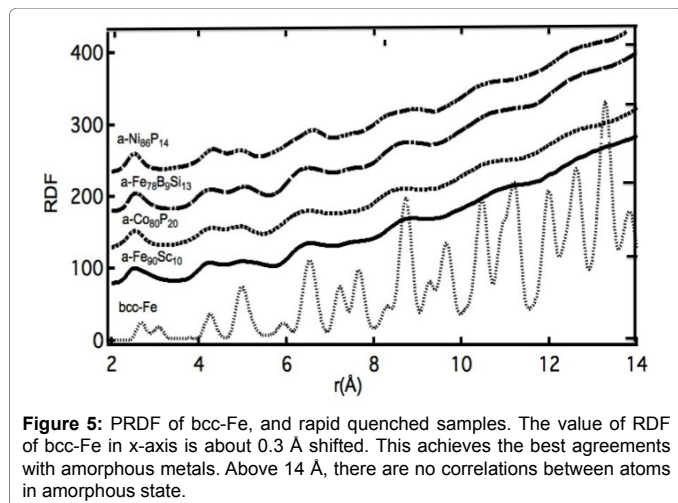 400
300
200
100
0
RDF
a-Ni86P14
a-Fe78B9Si13
a-Co80P20
a-Fe90Sc10
bcc-Fe
2 4 6 8 10 12 14
r(Å)
Figure 5: PRDF of bcc-Fe, and rapid quenched samples. The value of RDF
of bcc-Fe in x-axis is about 0.3 Å shifted. This achieves the best agreements
with amorphous metals. Above 14 Å, there are no correlations between atoms
in amorphous state.